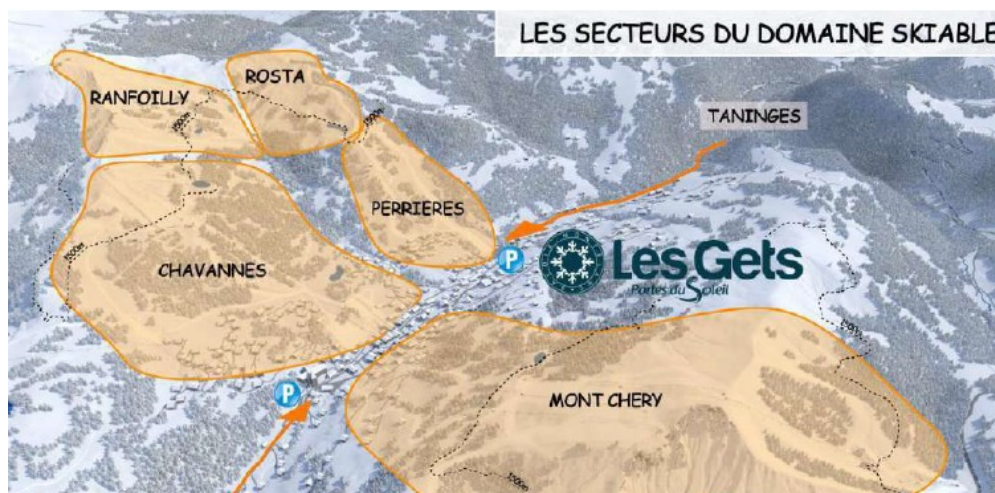 LES SECTEURS DU DOMAINE SKIABLE
ROSTA
RANFOILLY
TANINGES
PERRIERES
P
Les Gets
Portes du Soleil
CHAVANNES
P
MONT CHERY